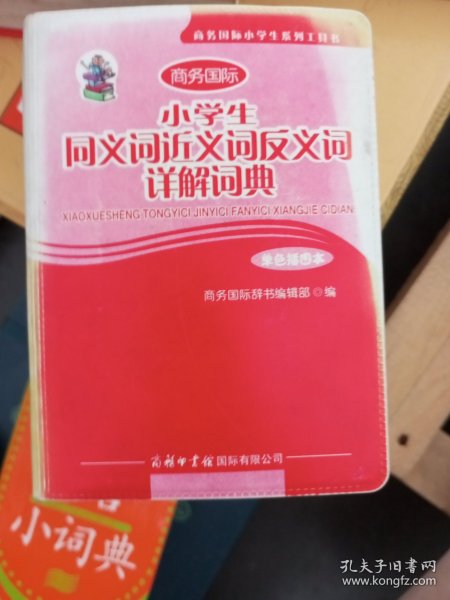 商务国际小学生系列工具书
商务国际
小学生
同义词近义词反义词
详解词典
XIAOXUESHENG TONGYICI JINYICI FANYICI XIANGJIE CIDIAN
单色插图本
商务国际辞书编辑部◎编
商务印书馆国际有限公司
小词典
孔夫子旧书网
www.kongfz.com